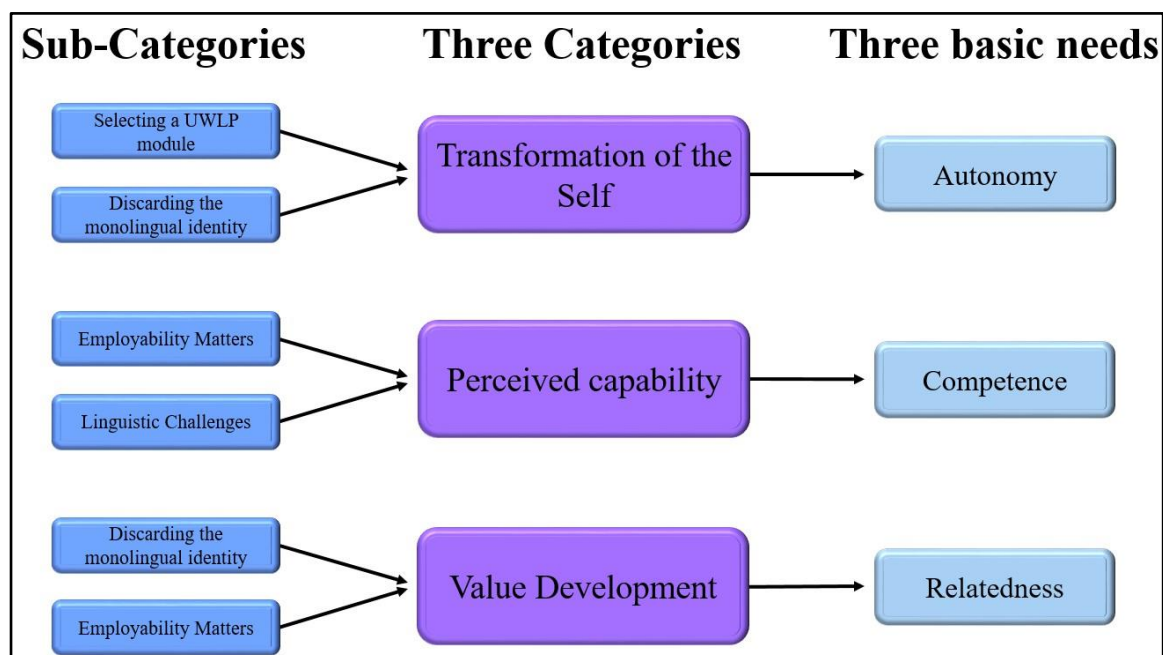 Sub-Categories
Three Categories
Three basic needs
Selecting a UWLP
module
Discarding the
monolingual identity
Transformation of the
Self
Autonomy
Employability Matters
Linguistic Challenges
Perceived capability
Competence
Discarding the
monolingual identity
Employability Matters
Value Development
Relatedness